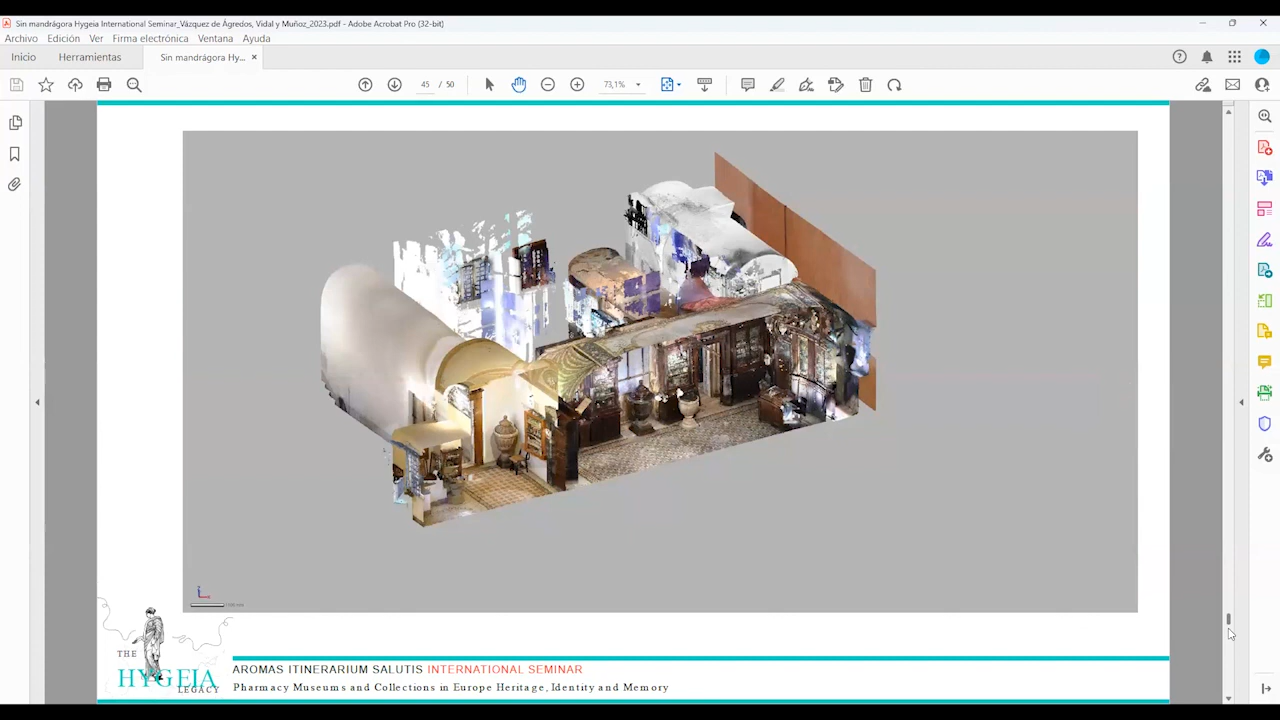 Sin mandrágora Hygeia International Seminar_Vázquez de Ágredos, Vidal y Muñoz_2023.pdf - Adobe Acrobat Pro (32-bit)
Archivo Edición Ver Firma electrónica Ventana Ayuda
Inicio Herramientas Sin mandrágora Hy...
45 / 50 73,1%
THE
HYGEIA
LEGACY
AROMAS ITINERARIUM SALUTIS INTERNATIONAL SEMINAR
Pharmacy Museums and Collections in Europe Heritage, Identity and Memory